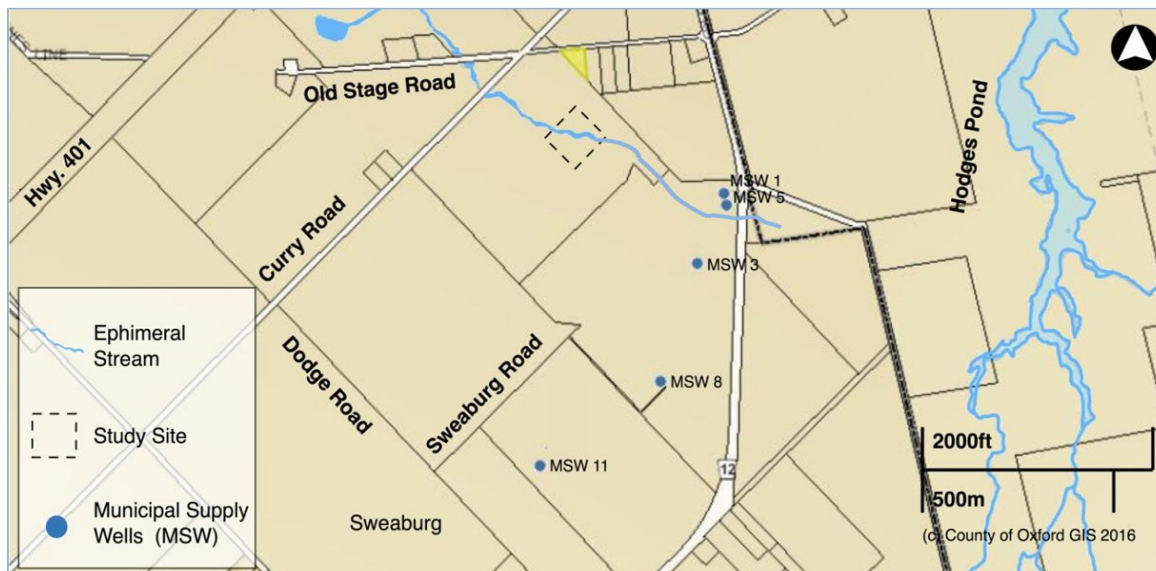 LINE
Old Stage Road
Hwy. 401
Curry Road
Hodges Pond
MSW 1
MSW 5
MSW 3
Dodge Road
Sweaburg Road
MSW 8
MSW 11
12
Sweaburg
Ephimeral
Stream
Study Site
Municipal Supply
Wells (MSW)
2000ft
500m
(c) County of Oxford GIS 2016